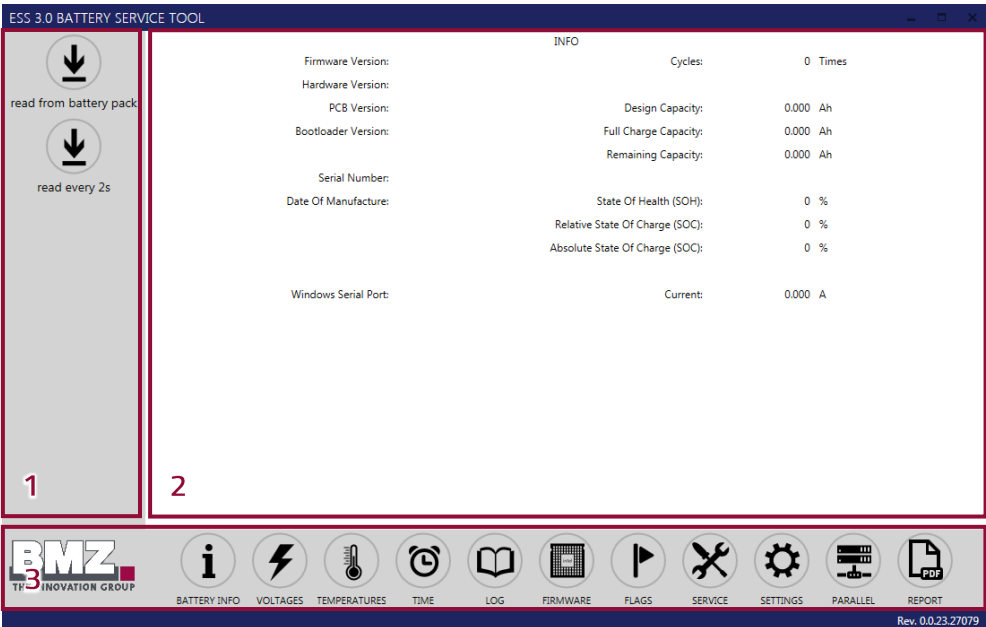 ESS 3.0 BATTERY SERVICE TOOL
read from battery pack
read every 2s
1
INFO
Firmware Version:
Cycles: 0 Times
Hardware Version:
PCB Version:
Design Capacity: 0.000 Ah
Bootloader Version:
Full Charge Capacity: 0.000 Ah
Remaining Capacity: 0.000 Ah
Serial Number:
Date Of Manufacture:
State Of Health (SOH): 0 %
Relative State Of Charge (SOC): 0 %
Absolute State Of Charge (SOC): 0 %
Windows Serial Port:
Current: 0.000 A
2
BMZ
THE INNOVATION GROUP
3
BATTERY INFO
VOLTAGES
TEMPERATURES
TIME
LOG
FIRMWARE
FLAGS
SERVICE
SETTINGS
PARALLEL
PDF
REPORT
Rev. 0.0.23.27079